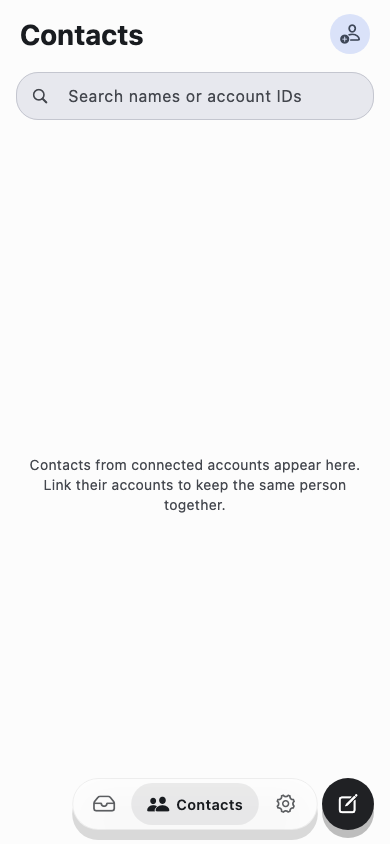 Contacts
Search names or account IDs
Contacts from connected accounts appear here.
Link their accounts to keep the same person
together.
Contacts